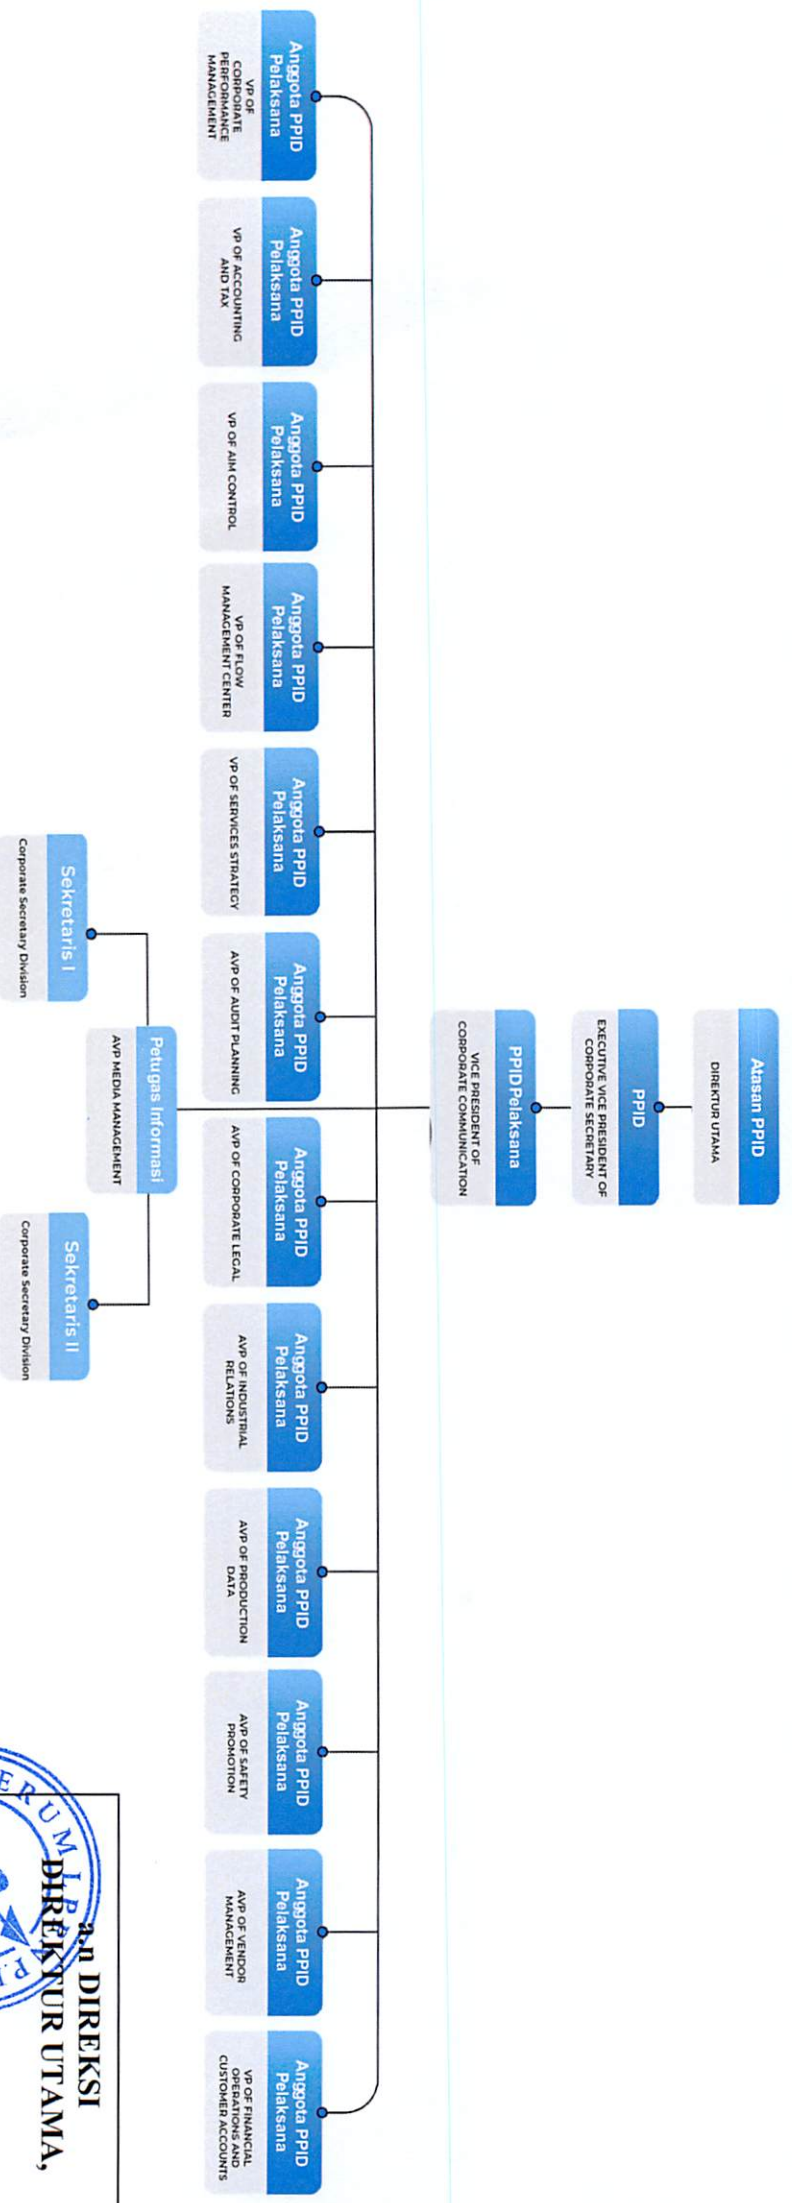 Atasan PPID
DIREKTUR UTAMA
PPID
EXECUTIVE VICE PRESIDENT OF
CORPORATE SECRETARY
PPID Pelaksana
VICE PRESIDENT OF
CORPORATE COMMUNICATION
Anggota PPID
Pelaksana
VP OF
CORPORATE
PERFORMANCE
MANAGEMENT
Anggota PPID
Pelaksana
VP OF ACCOUNTING
AND TAX
Anggota PPID
Pelaksana
VP OF AIM CONTROL
Anggota PPID
Pelaksana
VP OF FLOW
MANAGEMENT CENTER
Anggota PPID
Pelaksana
VP OF SERVICES STRATEGY
Anggota PPID
Pelaksana
AVP OF AUDIT PLANNING
Anggota PPID
Pelaksana
AVP OF CORPORATE LEGAL
Anggota PPID
Pelaksana
AVP OF INDUSTRIAL
RELATIONS
Anggota PPID
Pelaksana
AVP OF PRODUCTION
DATA
Anggota PPID
Pelaksana
AVP OF SAFETY
PROMOTION
Anggota PPID
Pelaksana
AVP OF VENDOR
MANAGEMENT
Anggota PPID
Pelaksana
VP OF FINANCIAL
OPERATIONS AND
CUSTOMER ACCOUNTS
Petugas Informasi
AVP MEDIA MANAGEMENT
Sekretaris I
Corporate Secretary Division
Sekretaris II
Corporate Secretary Division
a.n DIREKSI
DIREKTUR UTAMA,